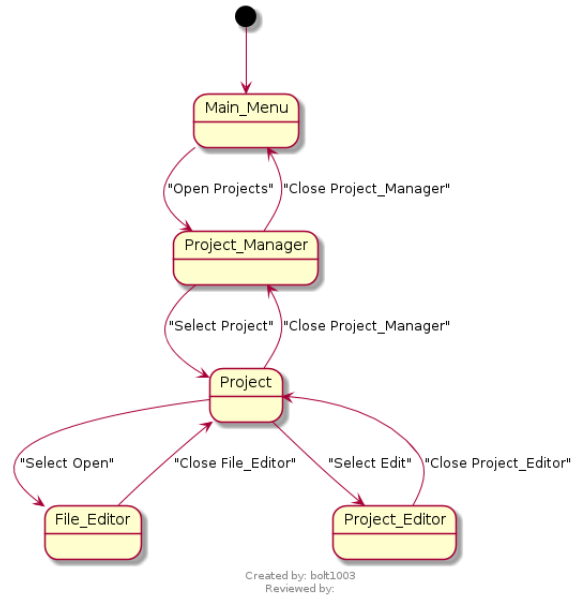 Main_Menu
"Open Projects"
"Close Project_Manager"
Project_Manager
"Select Project"
"Close Project_Manager"
Project
"Select Open"
"Close File_Editor"
"Select Edit"
"Close Project_Editor"
File_Editor
Project_Editor
Created by: bolt1003
Reviewed by: